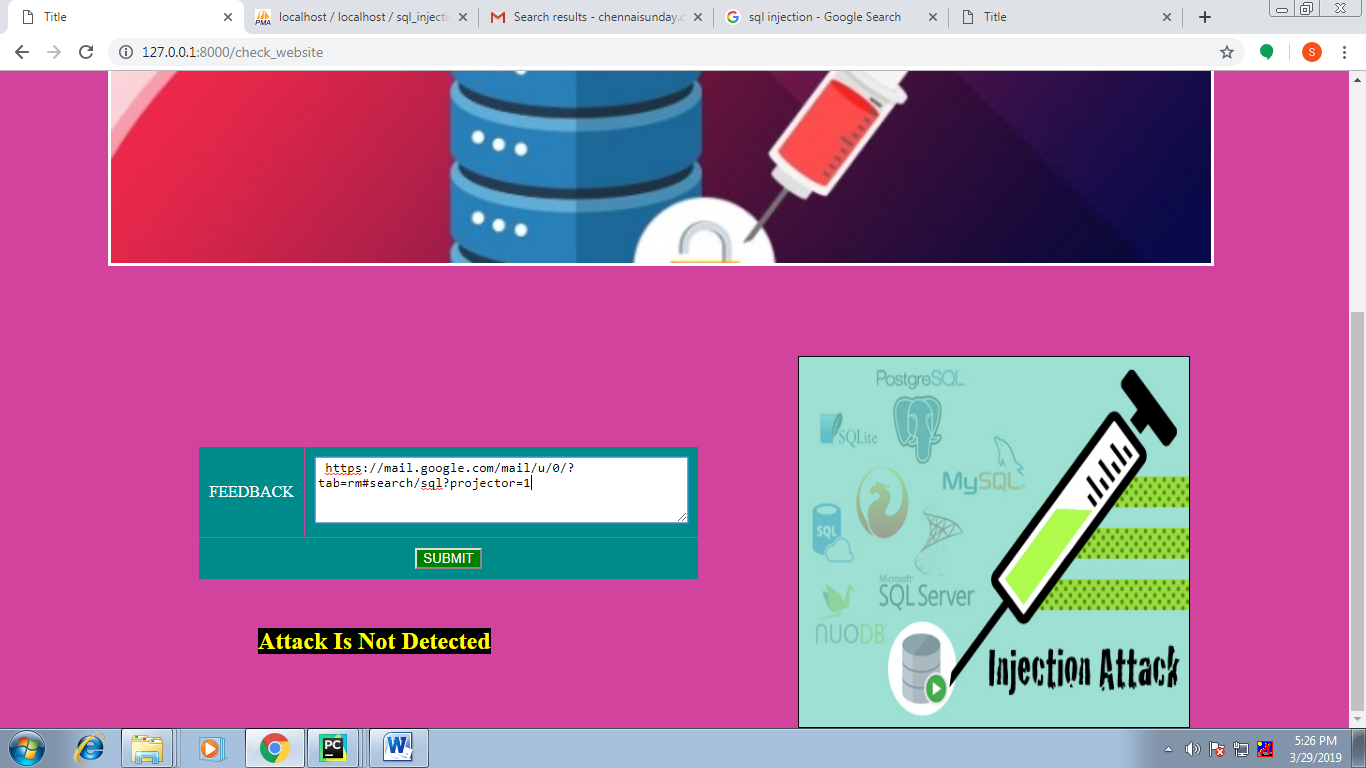 Title
localhost / localhost / sql_injecti
Search results - chennaisunday.c
sql injection - Google Search
Title
127.0.0.1:8000/check_website
S
PostgreSQL
SQLite
MySQL
SQL
Microsoft
SQL Server
NUODB
Injection Attack
FEEDBACK
https://mail.google.com/mail/u/0/?
tab=rm#search/sql?projector=1
SUBMIT
Attack Is Not Detected
5:26 PM
3/29/2019